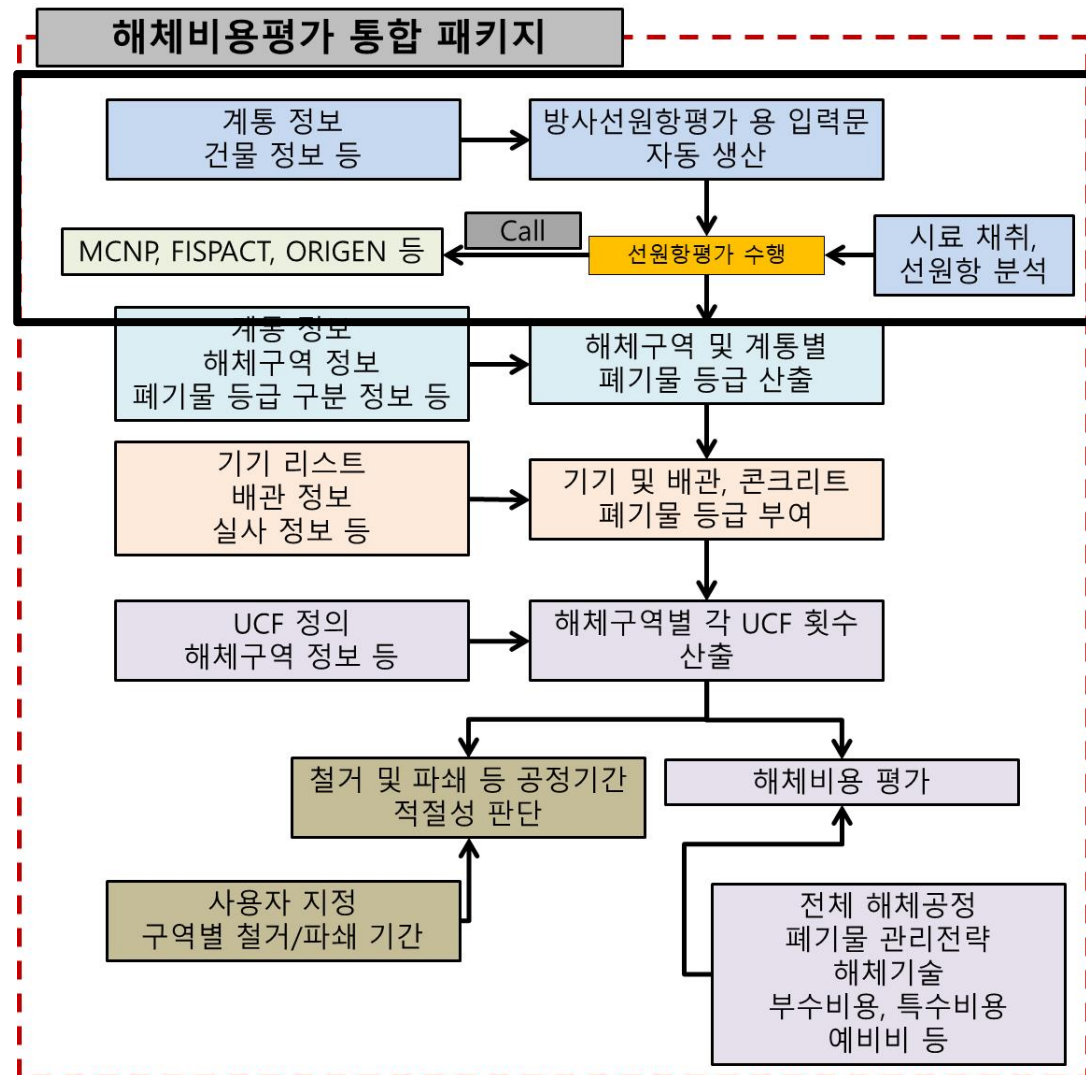 해체비용평가 통합 패키지
계통 정보
건물 정보 등
방사선원항평가 용 입력문
자동 생산
Call
MCNP, FISPACT, ORIGEN 등
선원항평가 수행
시료 채취,
선원항 분석
계통 정보
해체구역 정보
폐기물 등급 구분 정보 등
해체구역 및 계통별
폐기물 등급 산출
기기 리스트
배관 정보
실사 정보 등
기기 및 배관, 콘크리트
폐기물 등급 부여
UCF 정의
해체구역 정보 등
해체구역별 각 UCF 횟수
산출
철거 및 파쇄 등 공정기간
적절성 판단
해체비용 평가
사용자 지정
구역별 철거/파쇄 기간
전체 해체공정
폐기물 관리전략
해체기술
부수비용, 특수비용
예비비 등